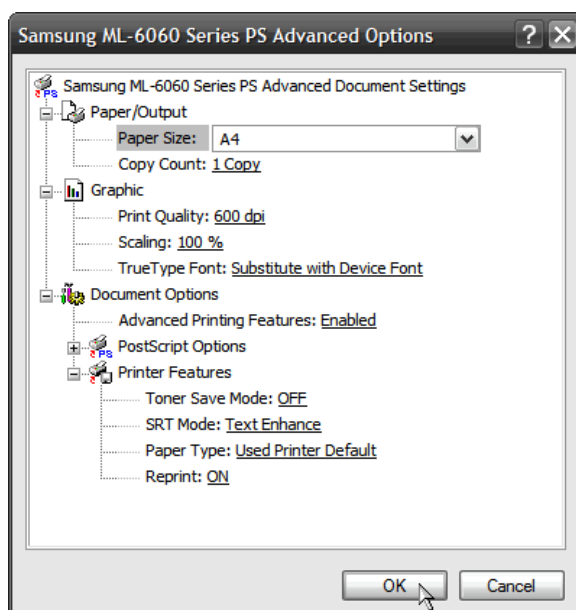 Samsung ML-6060 Series PS Advanced Options
Samsung ML-6060 Series PS Advanced Document Settings
Paper/Output
Paper Size: A4
Copy Count: 1 Copy
Graphic
Print Quality: 600 dpi
Scaling: 100 %
TrueType Font: Substitute with Device Font
Document Options
Advanced Printing Features: Enabled
PostScript Options
Printer Features
Toner Save Mode: OFF
SRT Mode: Text Enhance
Paper Type: Used Printer Default
Reprint: ON
OK Cancel